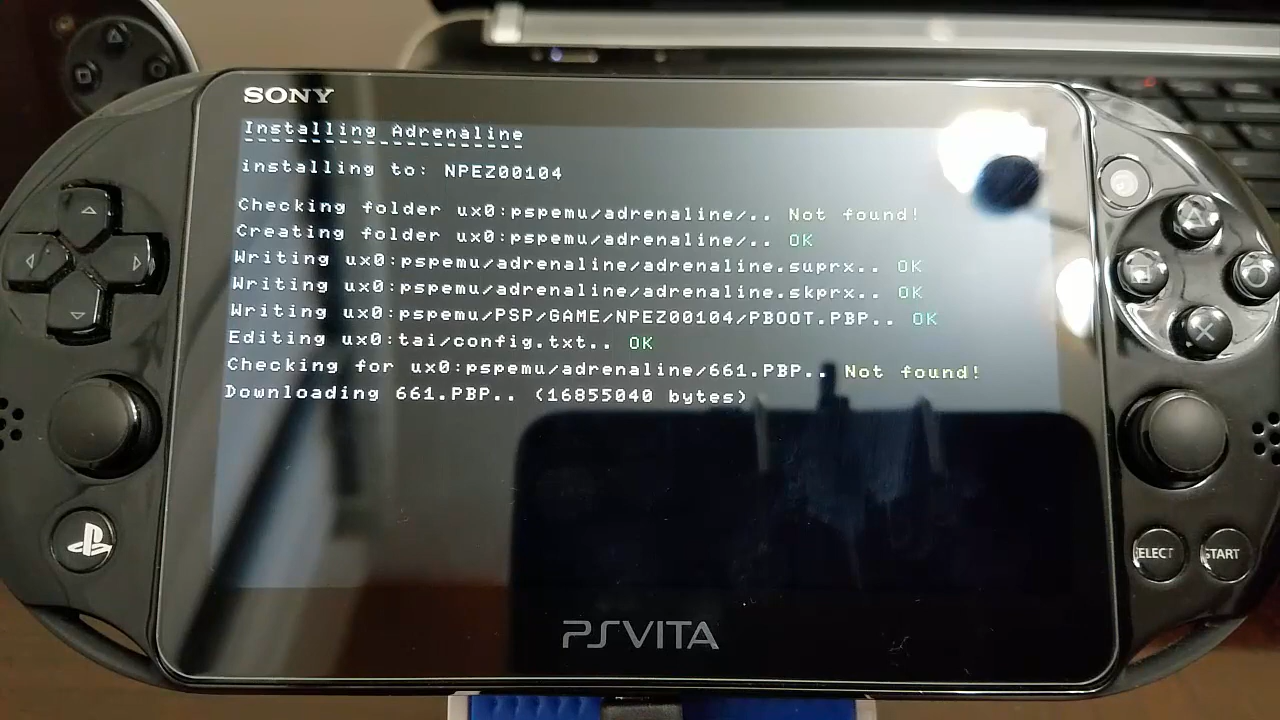 SONY
Installing Adrenaline
installing to: NPEZ00104
Checking folder ux0:pspemu/adrenaline/.. Not found!
Creating folder ux0:pspemu/adrenaline/.. OK
Writing ux0:pspemu/adrenaline/adrenaline.suprx.. OK
Writing ux0:pspemu/adrenaline/adrenaline.skprx.. OK
Writing ux0:pspemu/PSP/GAME/NPEZ00104/PBOOT.PBP.. OK
Editing ux0:tai/config.txt.. OK
Checking for ux0:pspemu/adrenaline/661.PBP.. Not found!
Downloading 661.PBP.. (16855040 bytes)
ELECT
START
PSVITA